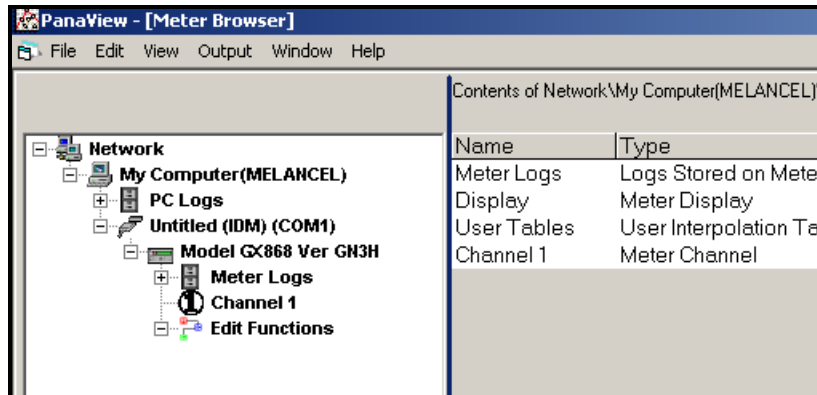 PanaView - [Meter Browser]
File Edit View Output Window Help
Contents of Network\My Computer(MELANCEL)
Network
My Computer(MELANCEL)
PC Logs
Untitled (IDM) (COM1)
Model GX868 Ver GN3H
Meter Logs
1 Channel 1
Edit Functions
Name Type
Meter Logs Logs Stored on Mete
Display Meter Display
User Tables User Interpolation Ta
Channel 1 Meter Channel